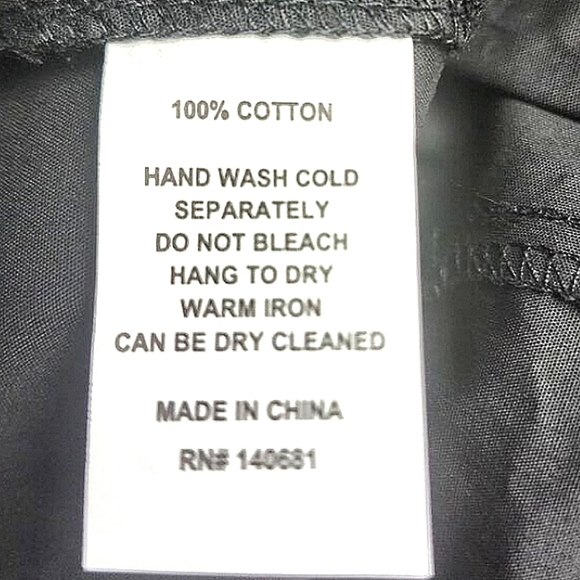 100% COTTON
HAND WASH COLD
SEPARATELY
DO NOT BLEACH
HANG TO DRY
WARM IRON
CAN BE DRY CLEANED
MADE IN CHINA
RN# 140681